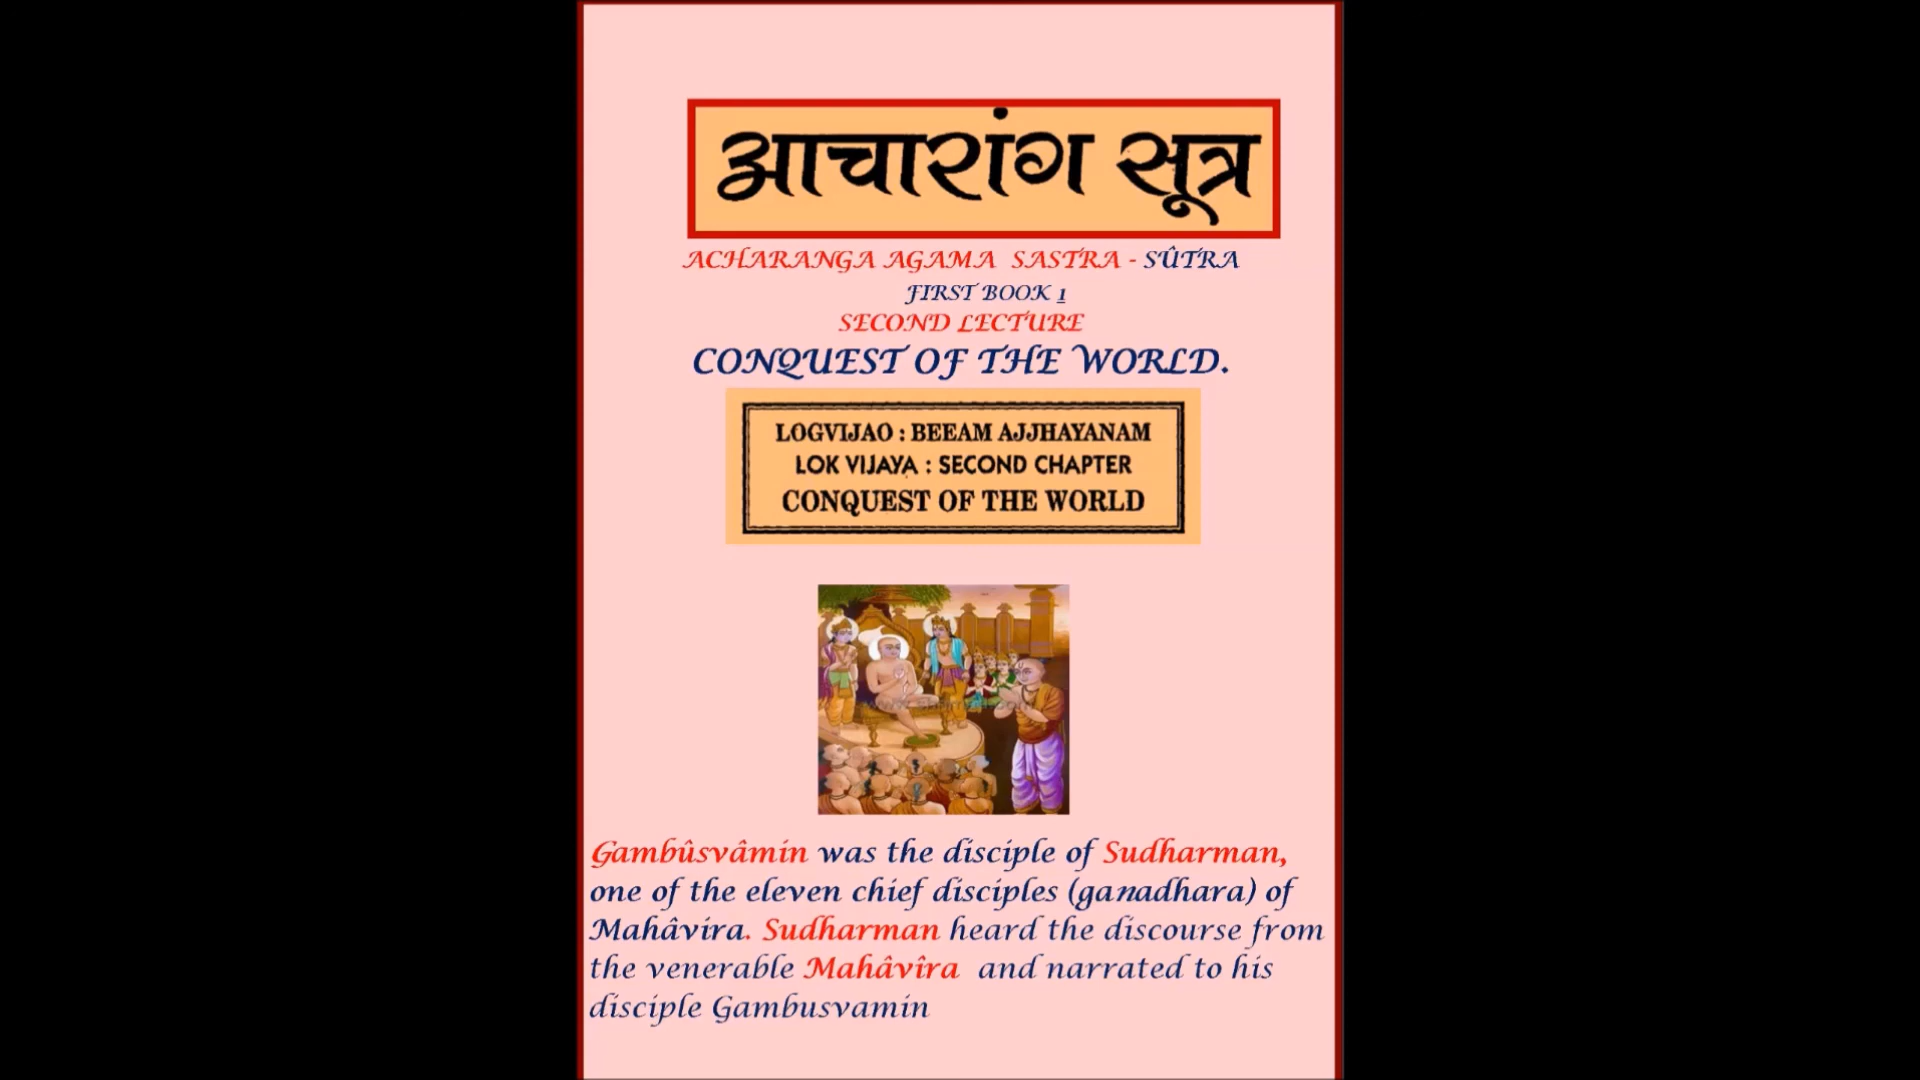 आचारांग सूत्र
ACHARANGA AGAMA SASTRA - SÛTRA
FIRST BOOK 1
SECOND LECTURE
CONQUEST OF THE WORLD.
LOGVIJAO : BEEAM AJJHAYANAM
LOK VIJAYA : SECOND CHAPTER
CONQUEST OF THE WORLD
Gambûsvâmin was the disciple of Sudharman,
one of the eleven chief disciples (ganadhara) of
Mahâvira. Sudharman heard the discourse from
the venerable Mahâvîra and narrated to his
disciple Gambusvamin